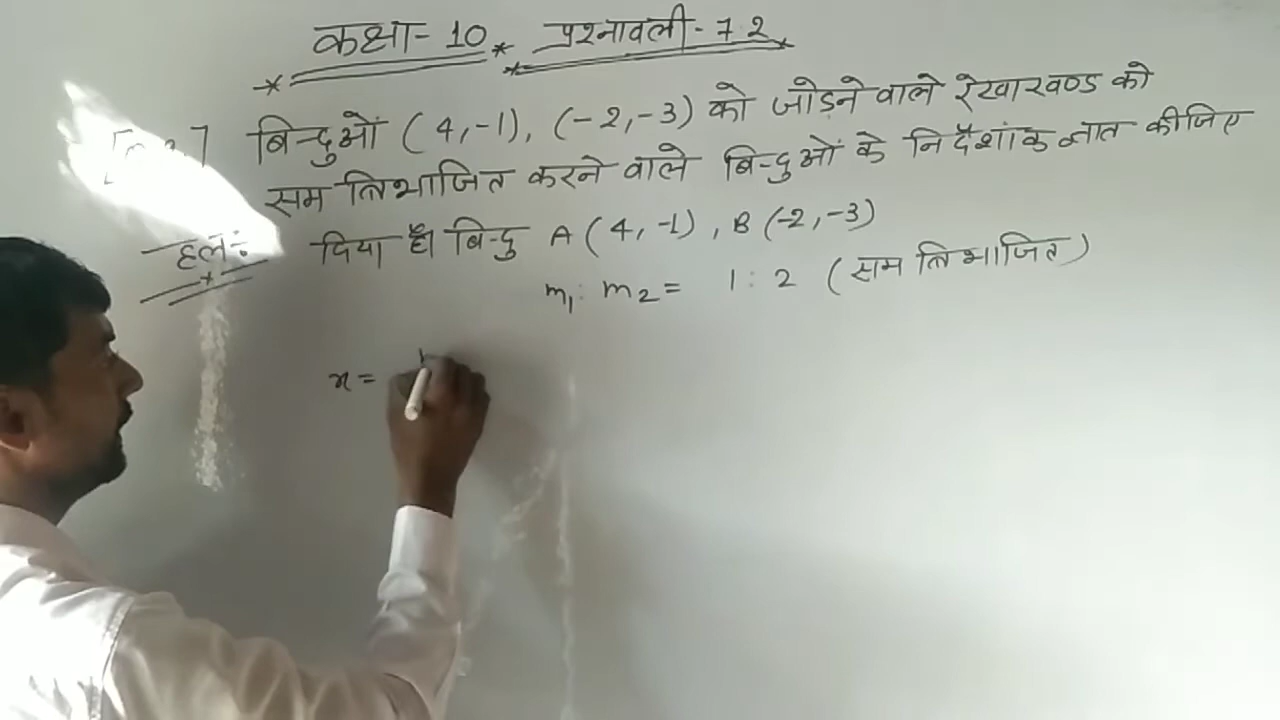 कक्षा- 10 * प्रश्नावली- 7.2
बिन्दुओं (4,-1), (-2,-3) को जोड़ने वाले रेखाखण्ड को
सम त्रिभाजित करने वाले बिन्दुओं के निर्देशांक ज्ञात कीजिए
हल:- दिया है। बिन्दु A (4,-1), B (-2,-3)
m₁ : m₂ = 1 : 2 (सम त्रिभाजित)
x =